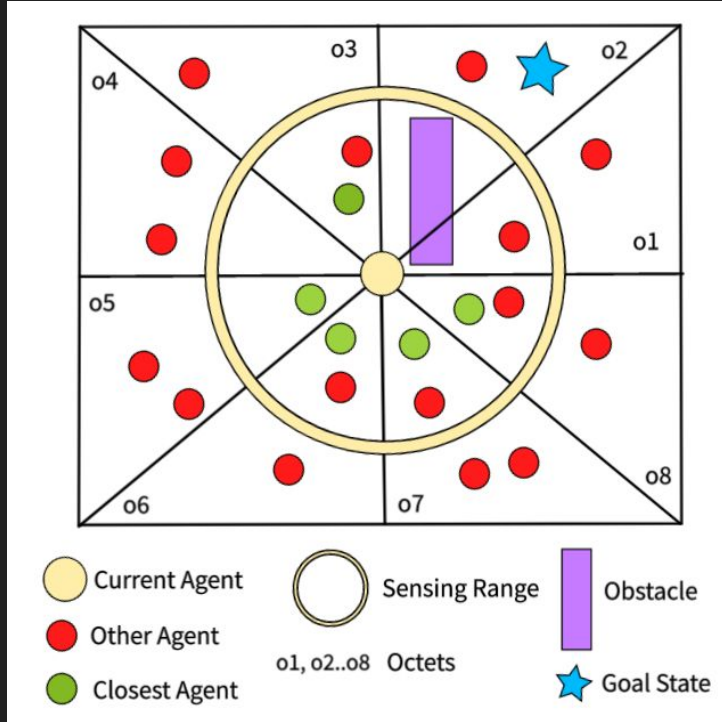 o3
o2
o4
o1
o5
o8
o6
o7
Current Agent
Sensing Range
Obstacle
Other Agent
o1, o2..o8 Octets
Closest Agent
Goal State